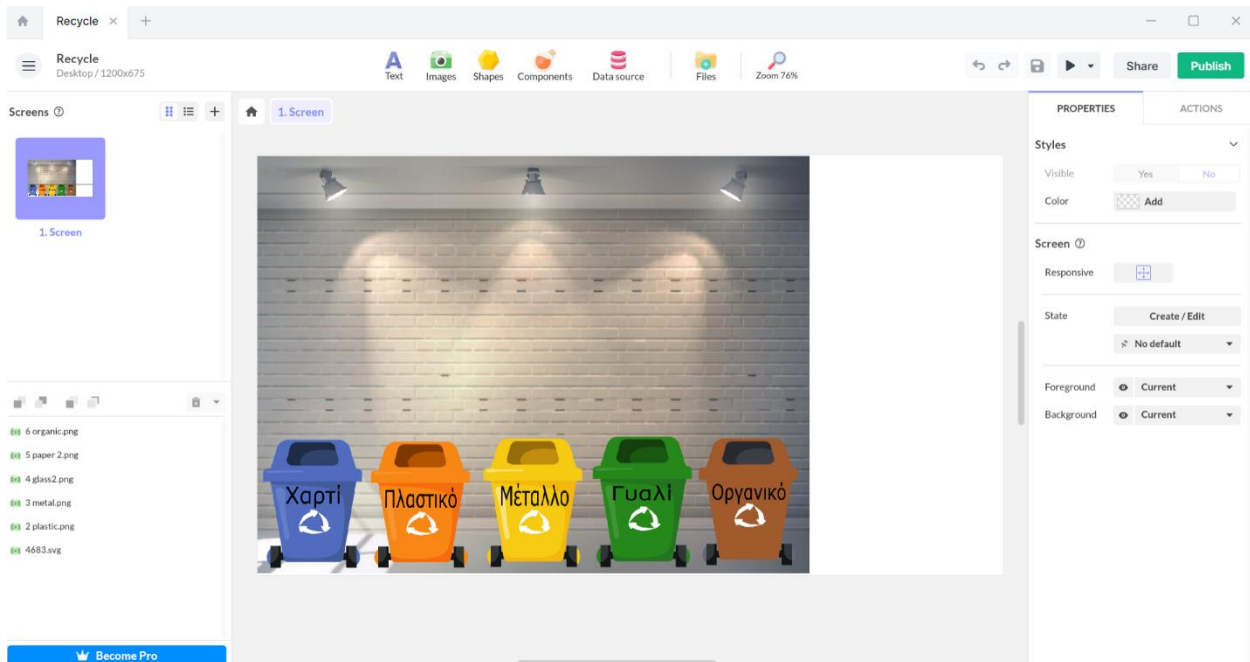 Recycle
Recycle
Desktop / 1200x675
Text
Images
Shapes
Components
Data source
Files
Zoom 76%
Share
Publish
Screens
1. Screen
1. Screen
6 organic.png
5 paper 2.png
4 glass2.png
3 metal.png
2 plastic.png
4683.svg
Become Pro
Χαρτί
Πλαστικό
Μέταλλο
Γυαλί
Οργανικό
PROPERTIES
ACTIONS
Styles
Visible
Yes
No
Color
Add
Screen
Responsive
State
Create / Edit
No default
Foreground
Current
Background
Current